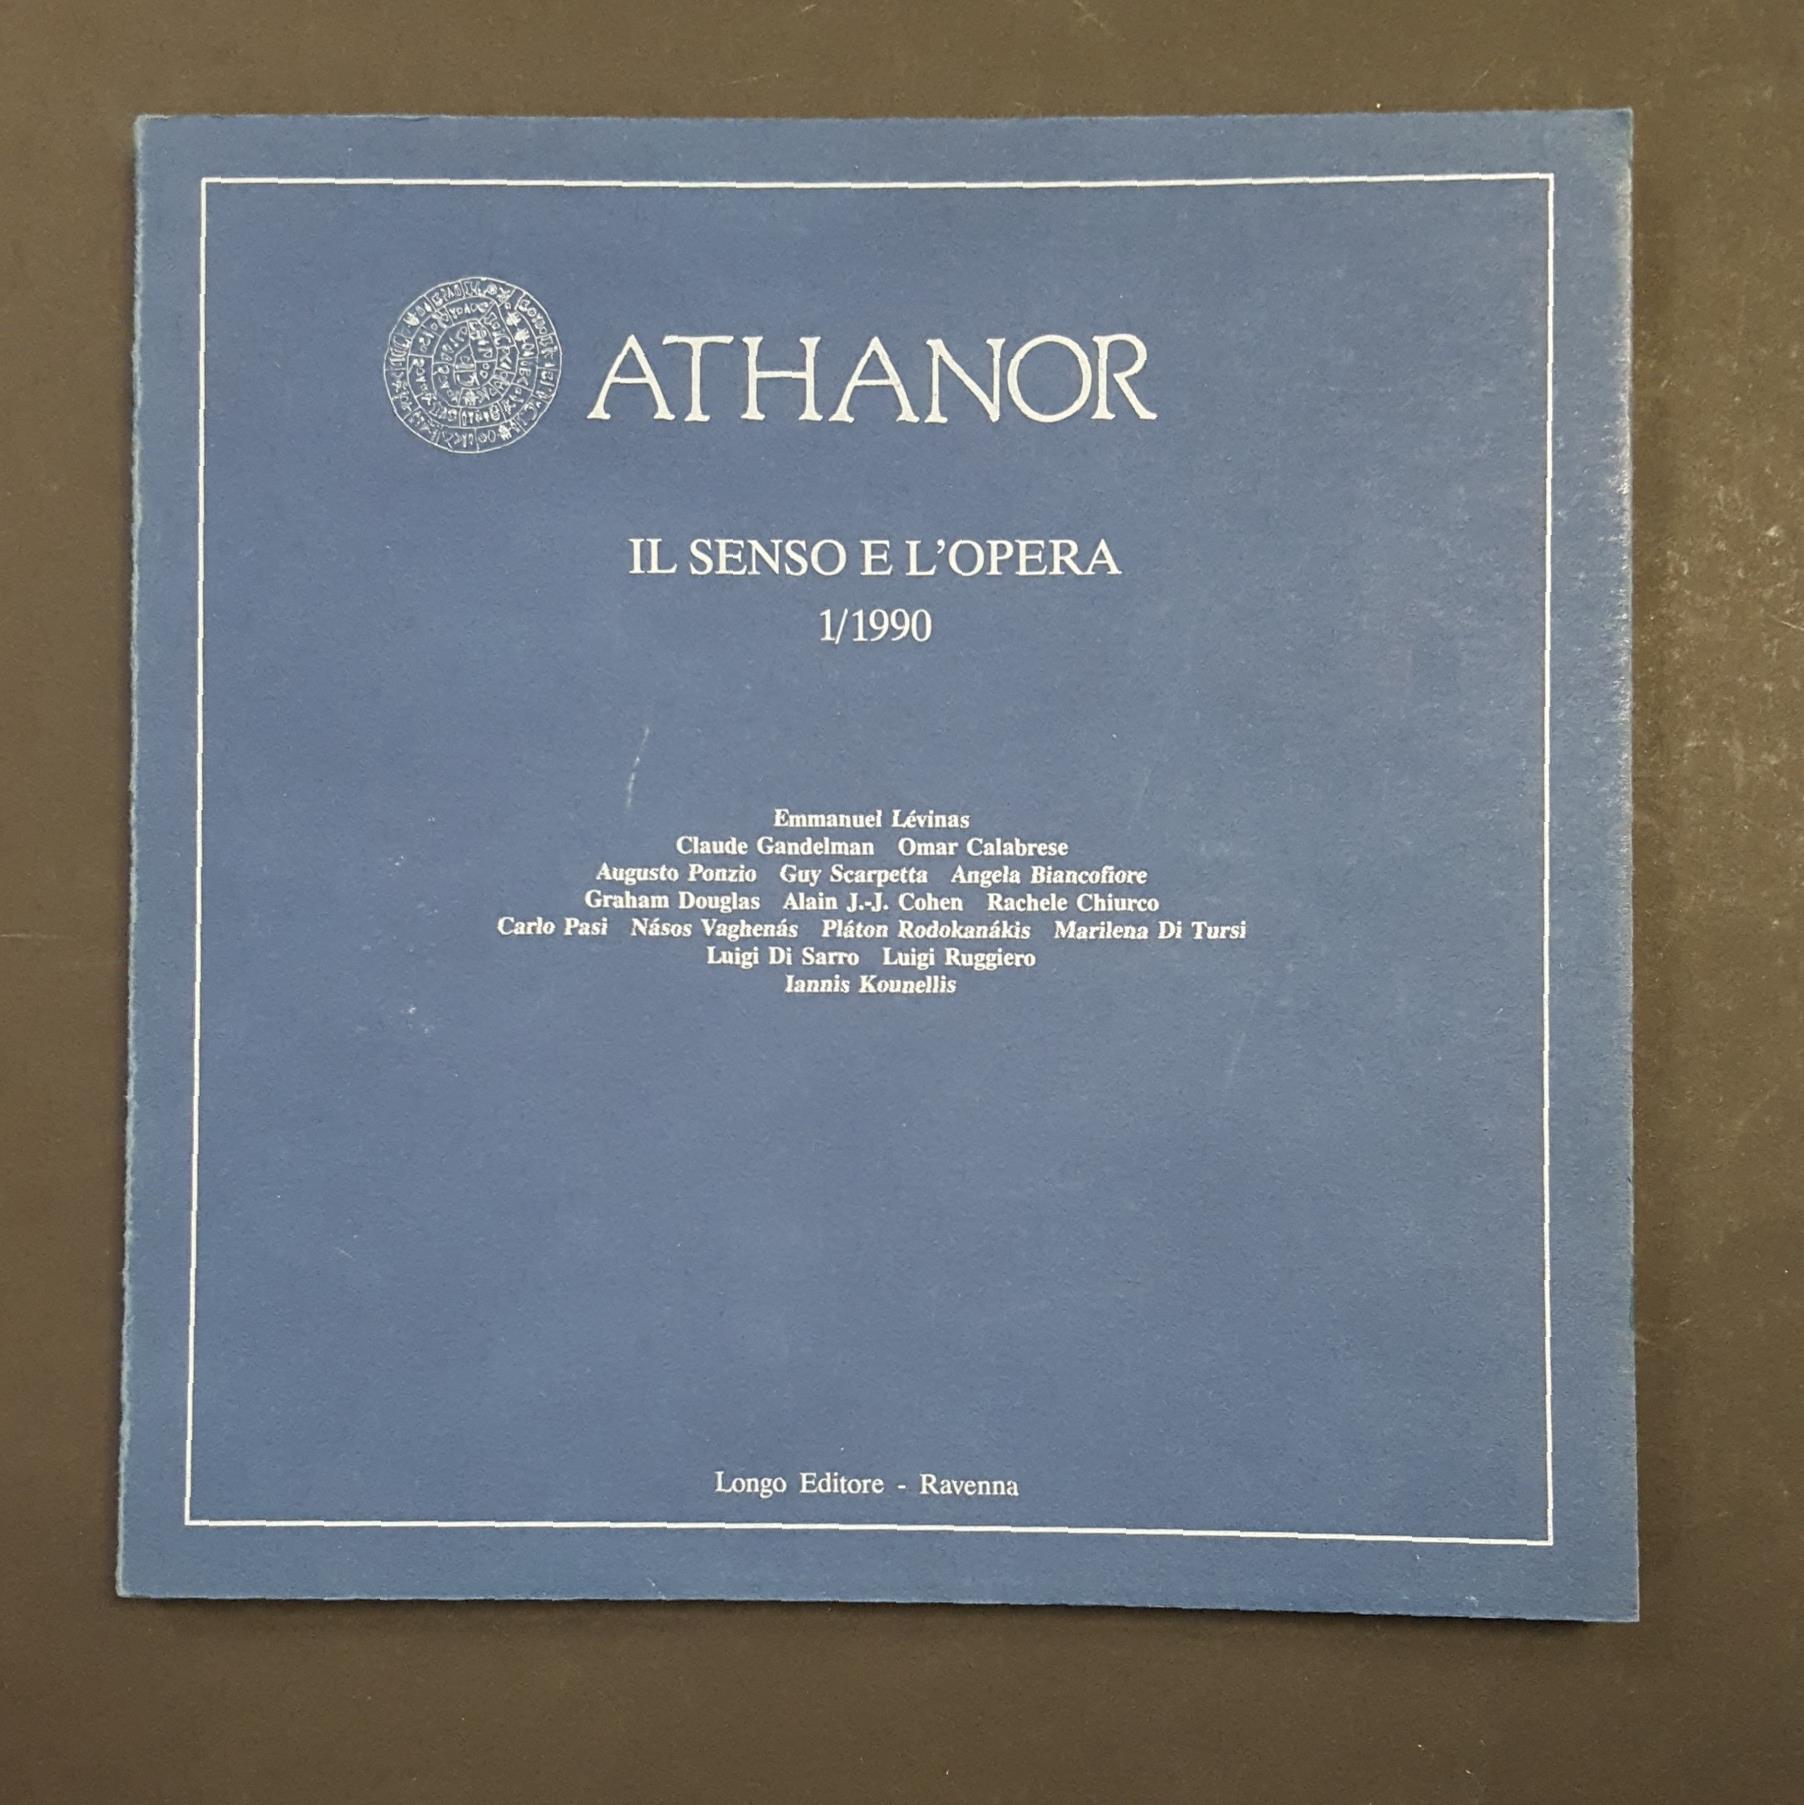 ATHANOR
IL SENSO E L'OPERA
1/1990
Emmanuel Lévinas
Claude Gandelman Omar Calabrese
Augusto Ponzio Guy Scarpetta Angela Biancofiore
Graham Douglas Alain J.-J. Cohen Rachele Chiurco
Carlo Pasi Násos Vaghenás Pláton Rodokanákis Marilena Di Tursi
Luigi Di Sarro Luigi Ruggiero
Iannis Kounellis
Longo Editore - Ravenna